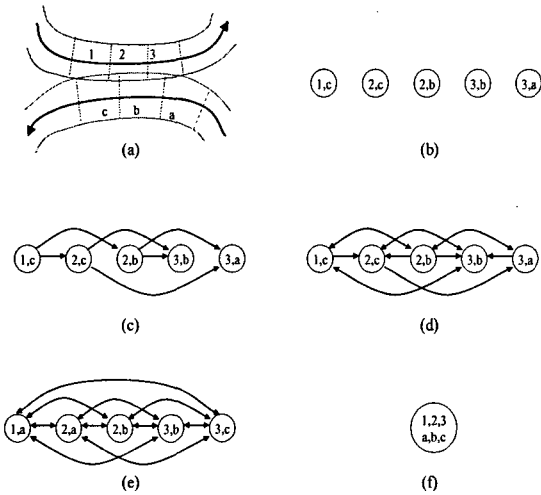 1 2 3
c b a
(a)
1,c 2,c 2,b 3,b 3,a
(b)
1,c 2,c 2,b 3,b 3,a
(c)
1,c 2,c 2,b 3,b 3,a
(d)
1,a 2,a 2,b 3,b 3,c
(e)
1,2,3
a,b,c
(f)